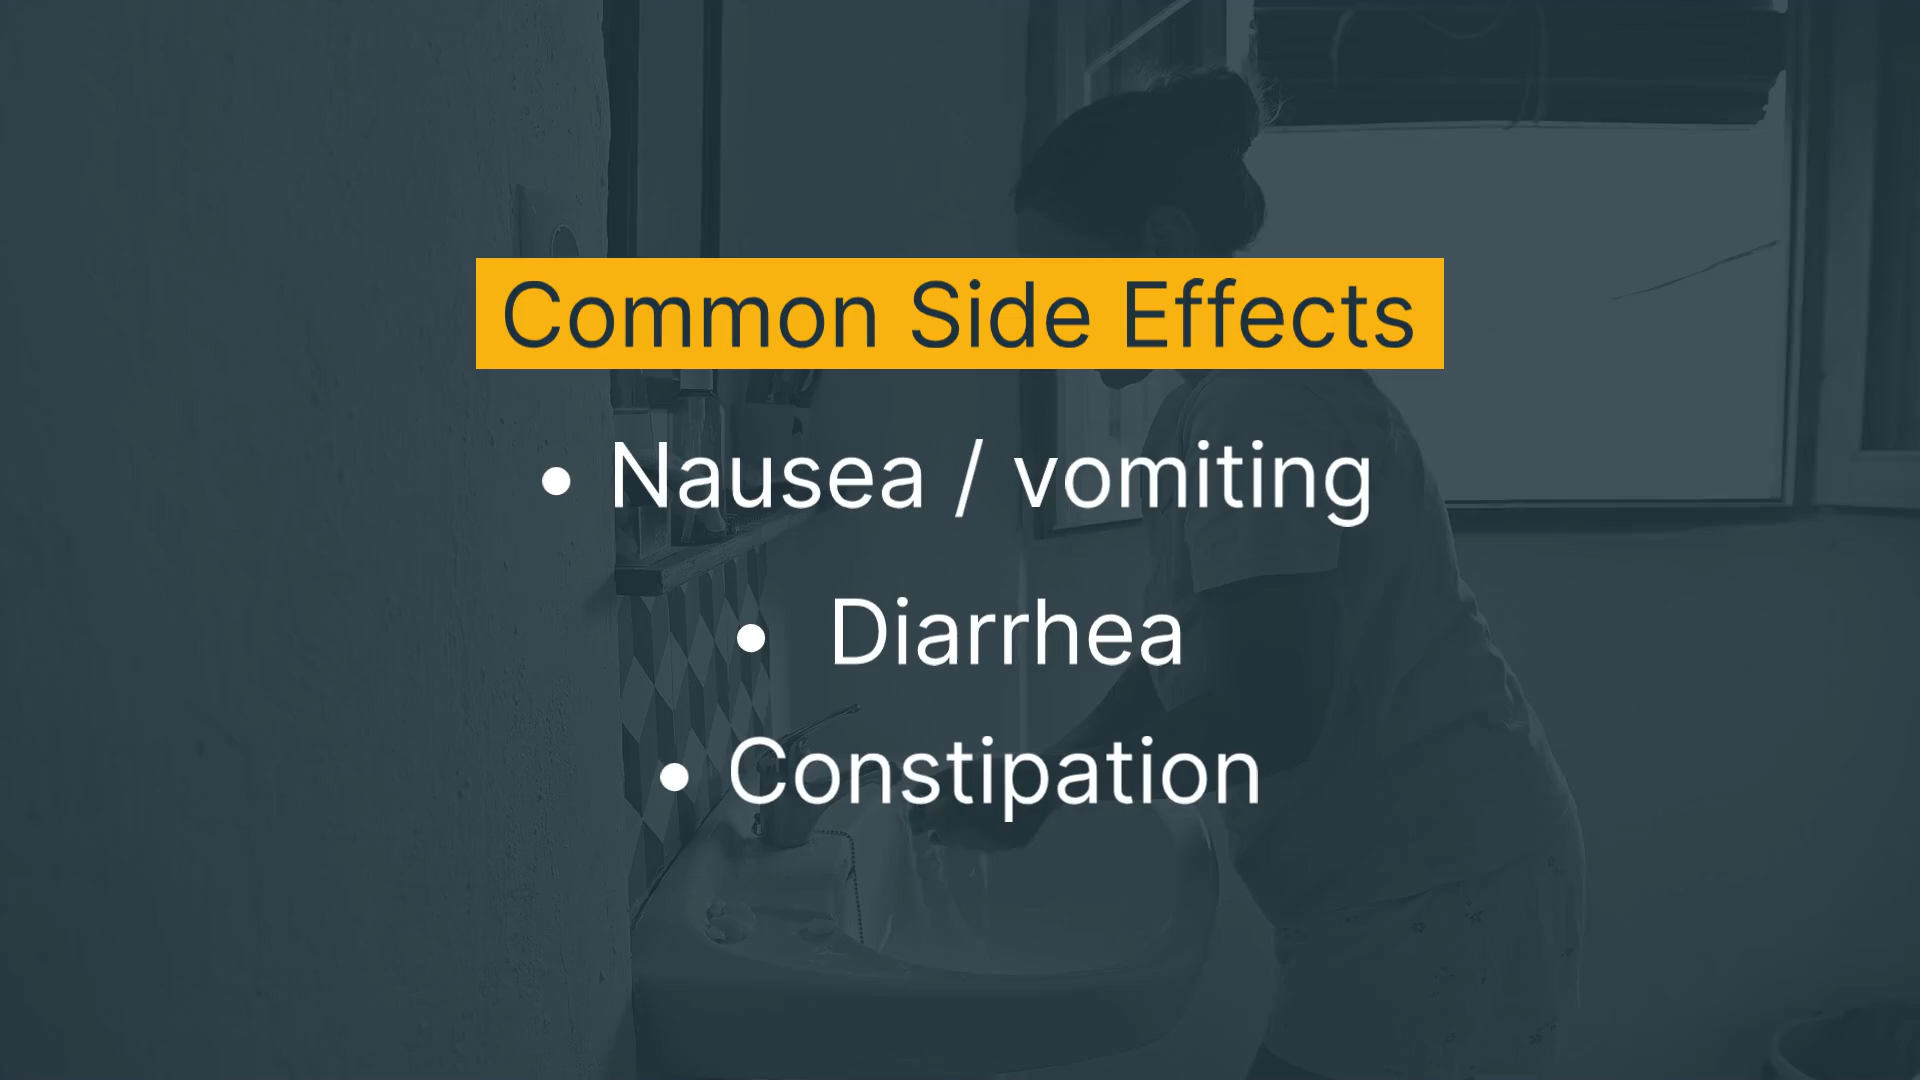 Common Side Effects
• Nausea / vomiting
• Diarrhea
• Constipation